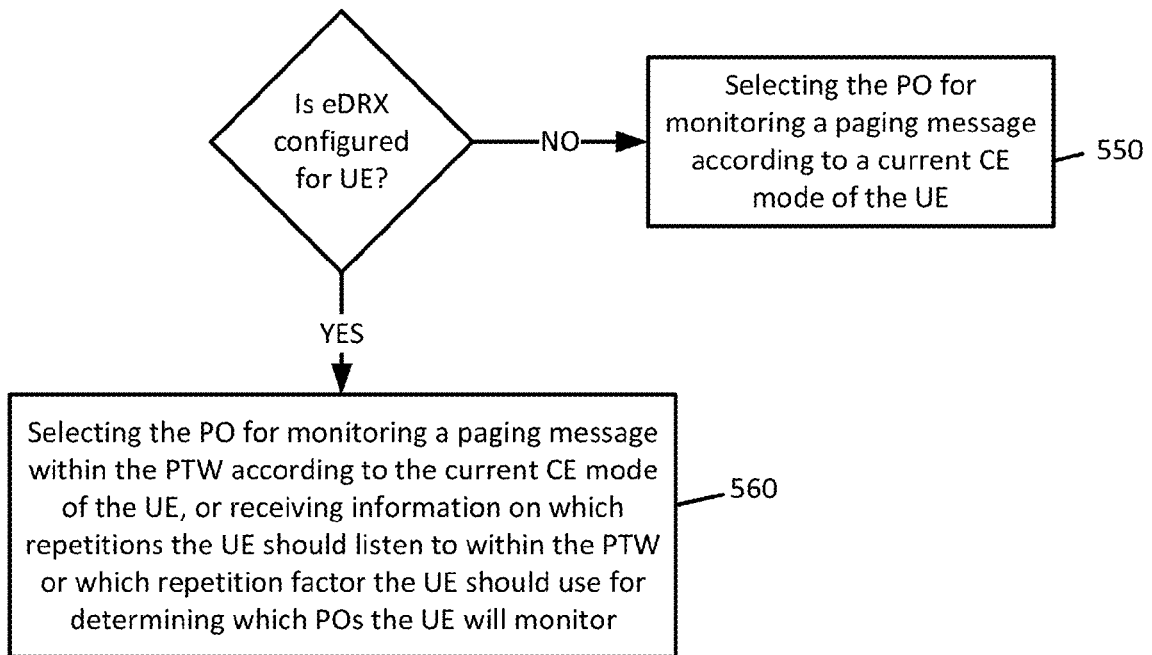 Is eDRX
configured
for UE?
NO
Selecting the PO for
monitoring a paging message
according to a current CE
mode of the UE
550
YES
Selecting the PO for monitoring a paging message
within the PTW according to the current CE mode
of the UE, or receiving information on which
repetitions the UE should listen to within the PTW
or which repetition factor the UE should use for
determining which POs the UE will monitor
560